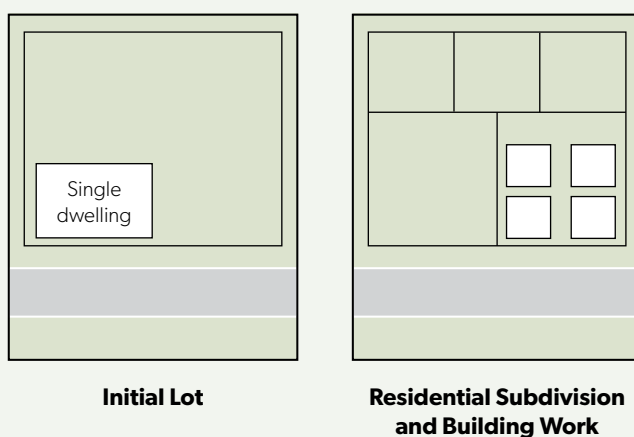 Single
dwelling
Initial Lot
Residential Subdivision
and Building Work